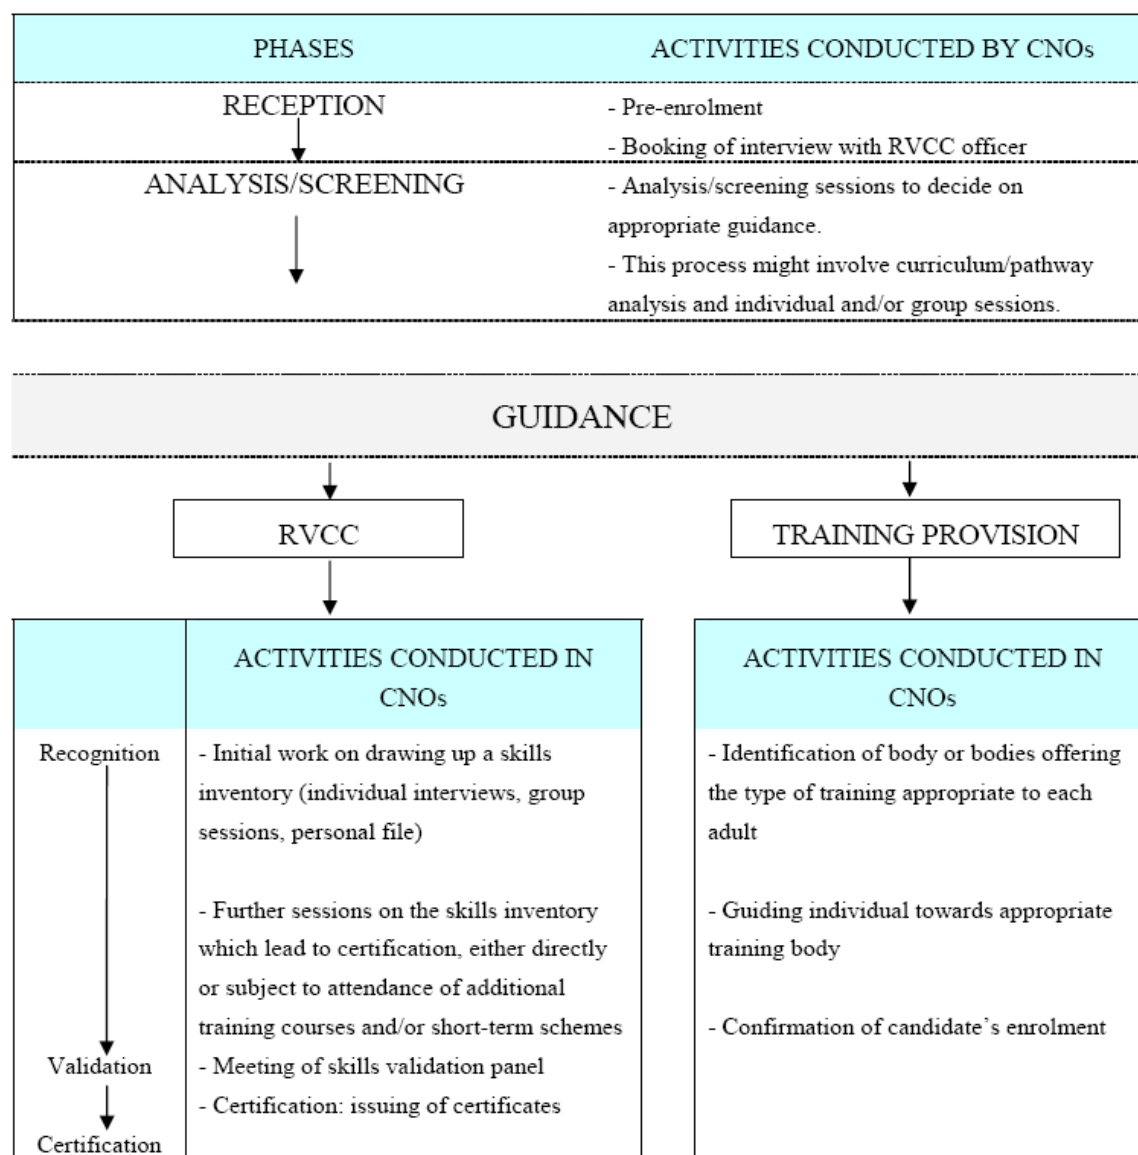 PHASES
ACTIVITIES CONDUCTED BY CNOs
RECEPTION
- Pre-enrolment
- Booking of interview with RVCC officer
ANALYSIS/SCREENING
- Analysis/screening sessions to decide on
appropriate guidance.
- This process might involve curriculum/pathway
analysis and individual and/or group sessions.
GUIDANCE
RVCC
TRAINING PROVISION
ACTIVITIES CONDUCTED IN
CNOs
Recognition
- Initial work on drawing up a skills
inventory (individual interviews, group
sessions, personal file)
- Further sessions on the skills inventory
which lead to certification, either directly
or subject to attendance of additional
training courses and/or short-term schemes
Validation
- Meeting of skills validation panel
- Certification: issuing of certificates
Certification
ACTIVITIES CONDUCTED IN
CNOs
- Identification of body or bodies offering
the type of training appropriate to each
adult
- Guiding individual towards appropriate
training body
- Confirmation of candidate's enrolment